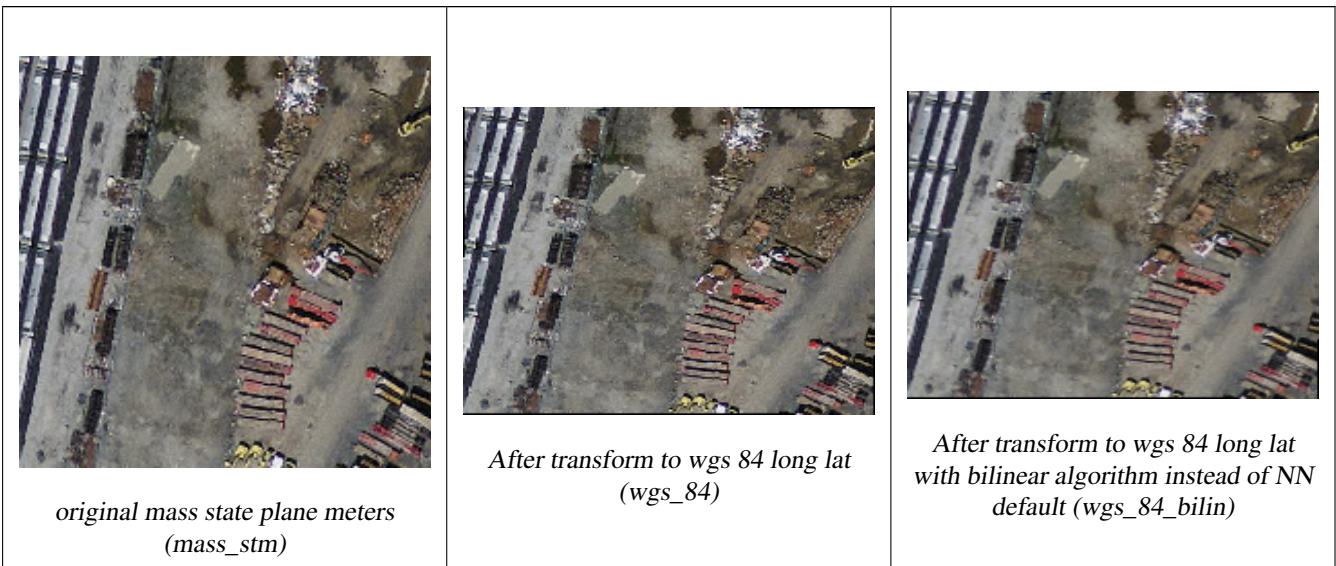 original mass state plane meters
(mass_stm)
After transform to wgs 84 long lat
(wgs_84)
After transform to wgs 84 long lat
with bilinear algorithm instead of NN
default (wgs_84_bilin)